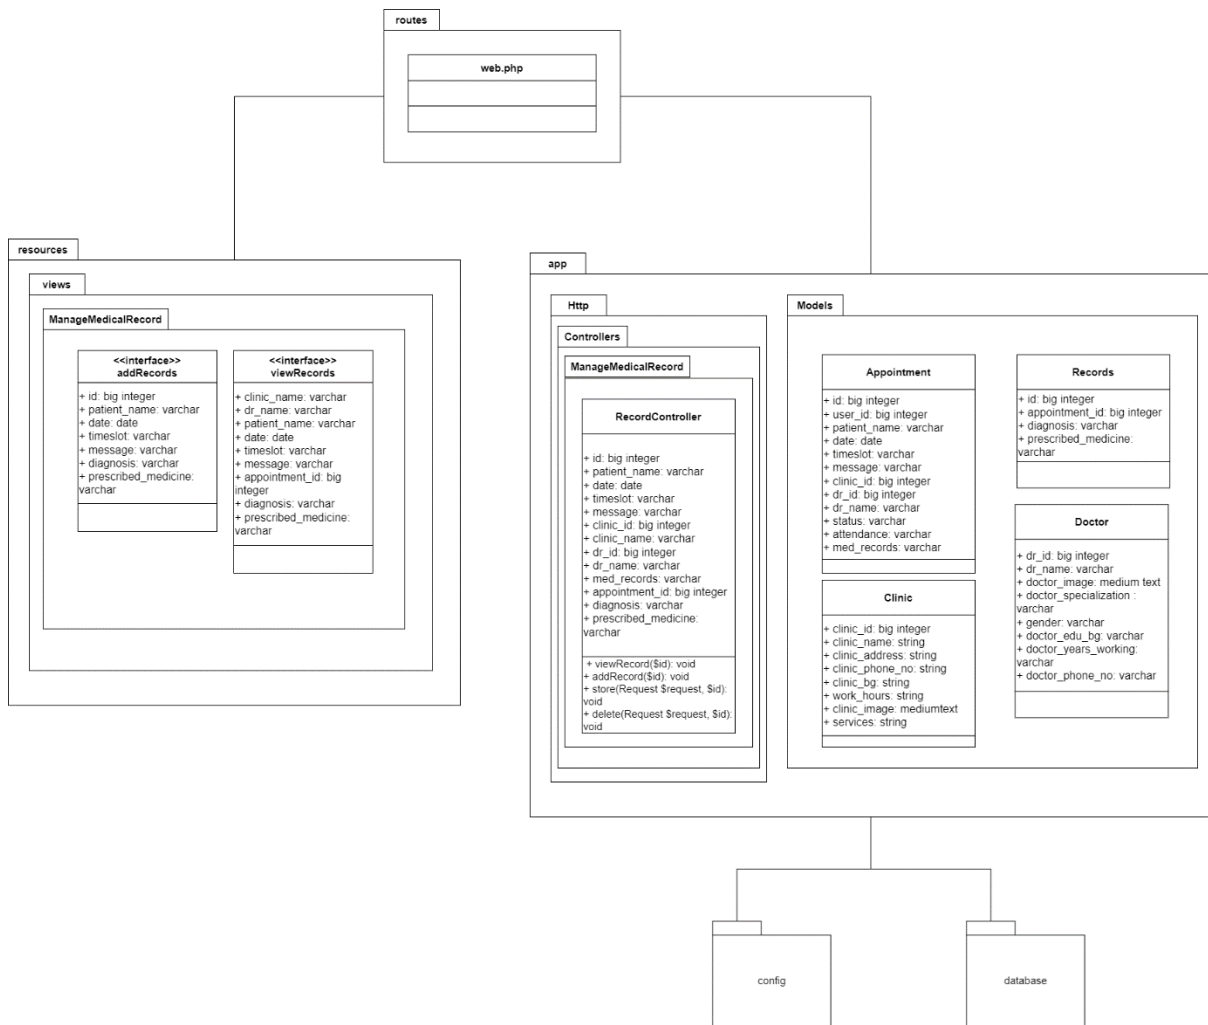 routes
web.php
resources
views
ManageMedicalRecord
<<interface>>
addRecords
+ id: big integer
+ patient_name: varchar
+ date: date
+ timeslot: varchar
+ message: varchar
+ diagnosis: varchar
+ prescribed_medicine:
varchar
<<interface>>
viewRecords
+ clinic_name: varchar
+ dr_name: varchar
+ patient_name: varchar
+ date: date
+ timeslot: varchar
+ message: varchar
+ appointment_id: big
integer
+ diagnosis: varchar
+ prescribed_medicine:
varchar
app
Http
Controllers
ManageMedicalRecord
RecordController
+ id: big integer
+ patient_name: varchar
+ date: date
+ timeslot: varchar
+ message: varchar
+ clinic_id: big integer
+ clinic_name: varchar
+ dr_id: big integer
+ dr_name: varchar
+ med_records: varchar
+ appointment_id: big integer
+ diagnosis: varchar
+ prescribed_medicine:
varchar
+ viewRecord($id): void
+ addRecord($id): void
+ store(Request $request, $id):
void
+ delete(Request $request, $id):
void
Models
Appointment
+ id: big integer
+ user_id: big integer
+ patient_name: varchar
+ date: date
+ timeslot: varchar
+ message: varchar
+ clinic_id: big integer
+ dr_id: big integer
+ dr_name: varchar
+ status: varchar
+ attendance: varchar
+ med_records: varchar
Records
+ id: big integer
+ appointment_id: big integer
+ diagnosis: varchar
+ prescribed_medicine:
varchar
Clinic
+ clinic_id: big integer
+ clinic_name: string
+ clinic_address: string
+ clinic_phone_no: string
+ clinic_bg: string
+ work_hours: string
+ clinic_image: mediumtext
+ services: string
Doctor
+ dr_id: big integer
+ dr_name: varchar
+ doctor_image: medium text
+ doctor_specialization :
varchar
+ gender: varchar
+ doctor_edu_bg: varchar
+ doctor_years_working:
varchar
+ doctor_phone_no: varchar
config
database